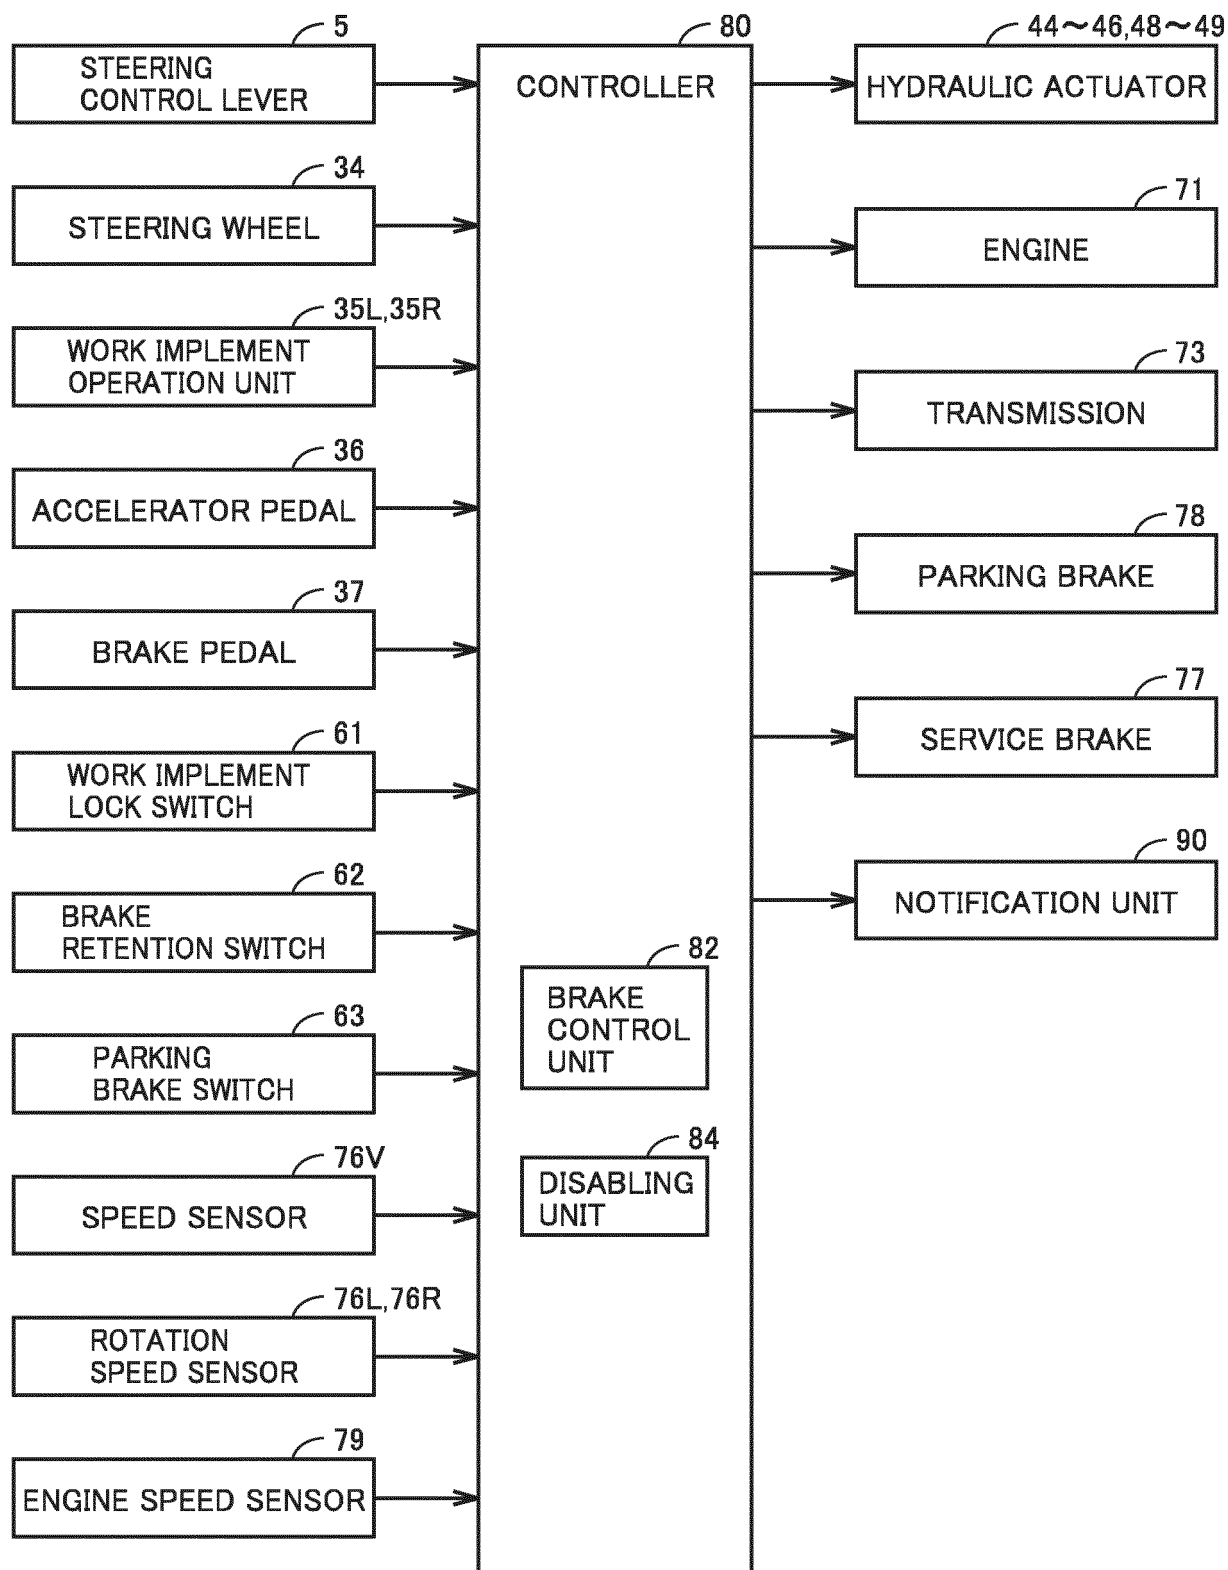 5
STEERING
CONTROL LEVER
34
STEERING WHEEL
35L,35R
WORK IMPLEMENT
OPERATION UNIT
36
ACCELERATOR PEDAL
37
BRAKE PEDAL
61
WORK IMPLEMENT
LOCK SWITCH
62
BRAKE
RETENTION SWITCH
63
PARKING
BRAKE SWITCH
76V
SPEED SENSOR
76L,76R
ROTATION
SPEED SENSOR
79
ENGINE SPEED SENSOR
80
CONTROLLER
82
BRAKE
CONTROL
UNIT
84
DISABLING
UNIT
44～46,48～49
HYDRAULIC ACTUATOR
71
ENGINE
73
TRANSMISSION
78
PARKING BRAKE
77
SERVICE BRAKE
90
NOTIFICATION UNIT